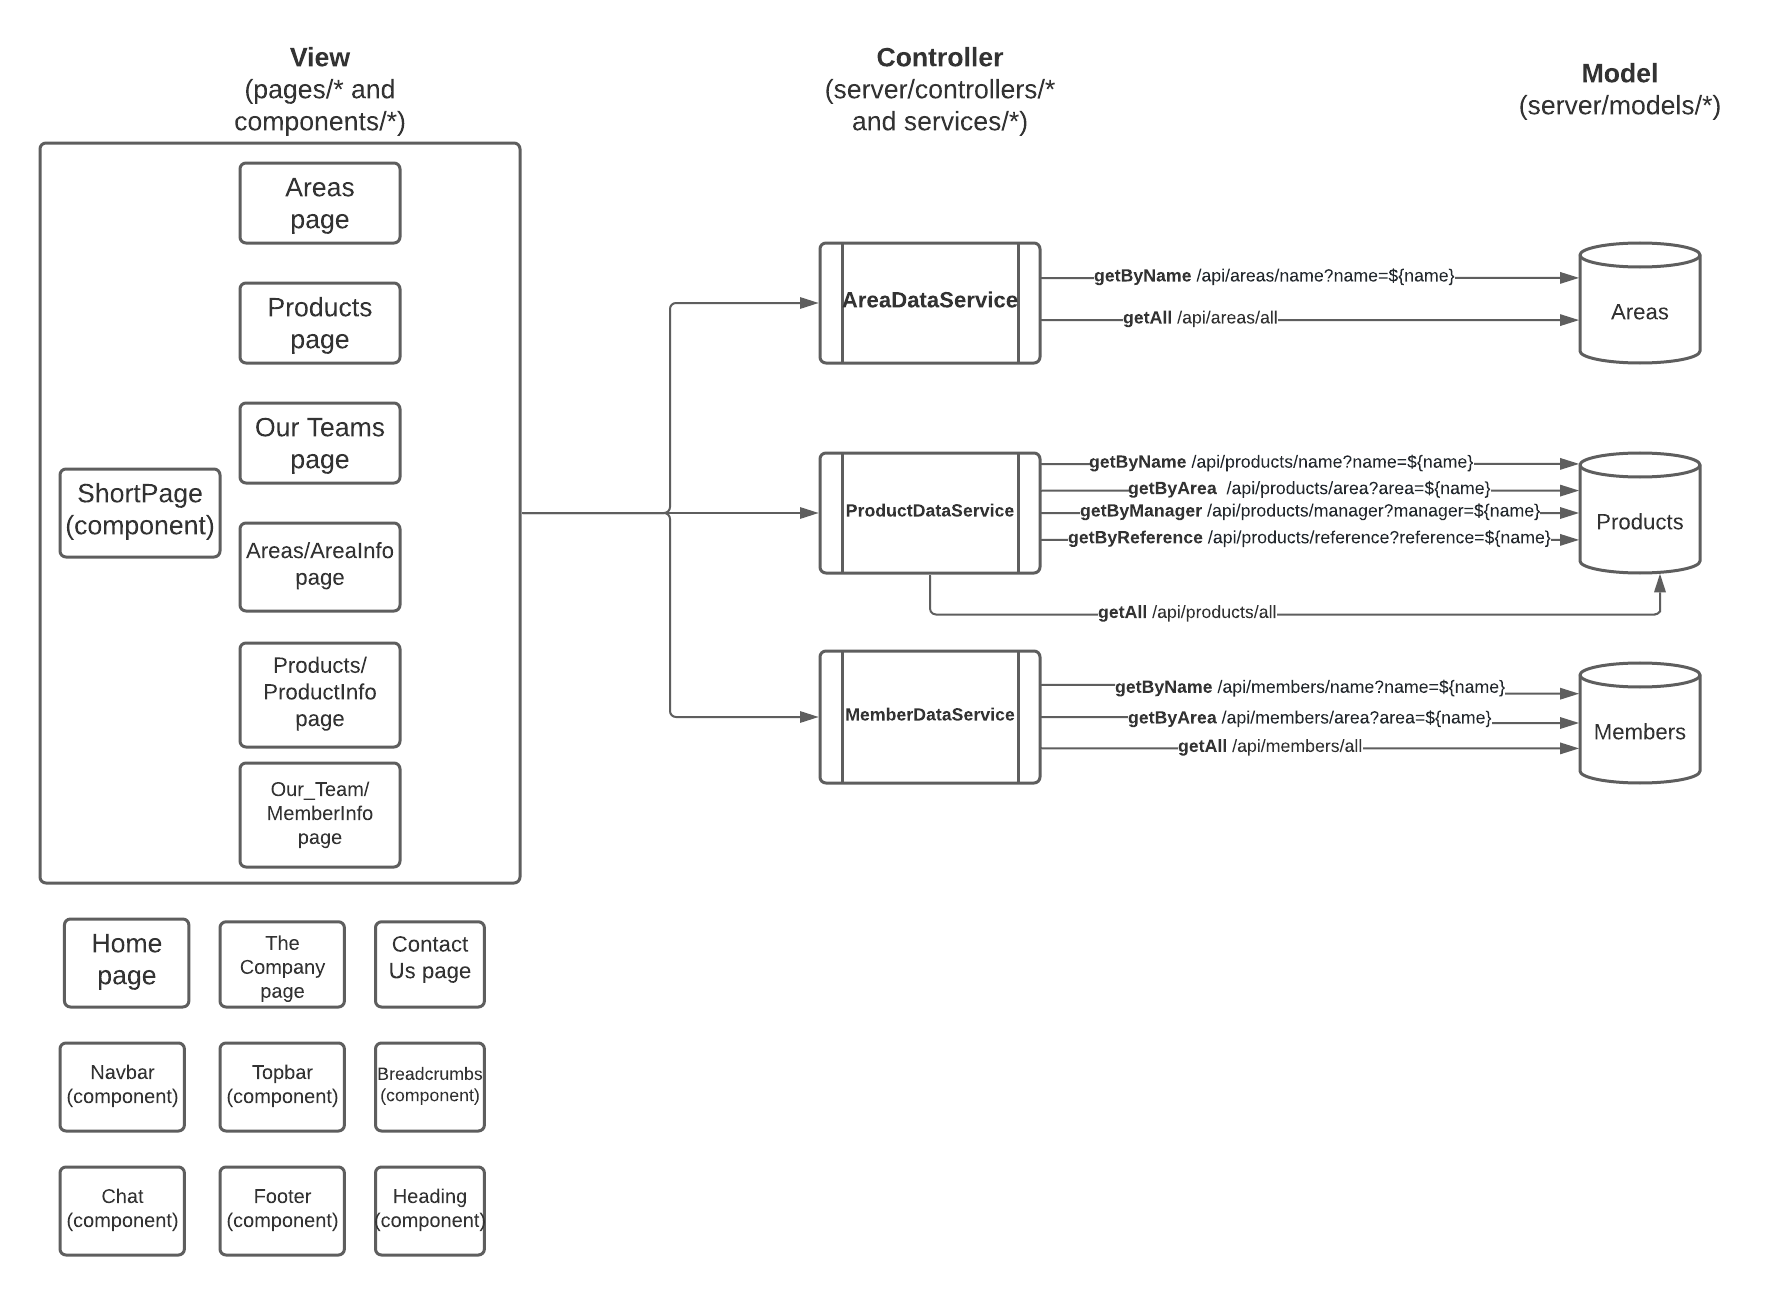 View
(pages/* and
components/*)
Controller
(server/controllers/*
and services/*)
Model
(server/models/*)
Areas
page
Products
page
Our Teams
page
ShortPage
(component)
Areas/AreaInfo
page
Products/
ProductInfo
page
Our_Team/
MemberInfo
page
AreaDataService
getByName /api/areas/name?name=${name}
getAll /api/areas/all
Areas
ProductDataService
getByName /api/products/name?name=${name}
getByArea  /api/products/area?area=${name}
getByManager /api/products/manager?manager=${name}
getByReference /api/products/reference?reference=${name}
getAll /api/products/all
Products
MemberDataService
getByName /api/members/name?name=${name}
getByArea /api/members/area?area=${name}
getAll /api/members/all
Members
Home
page
The
Company
page
Contact
Us page
Navbar
(component)
Topbar
(component)
Breadcrumbs
(component)
Chat
(component)
Footer
(component)
Heading
(component)